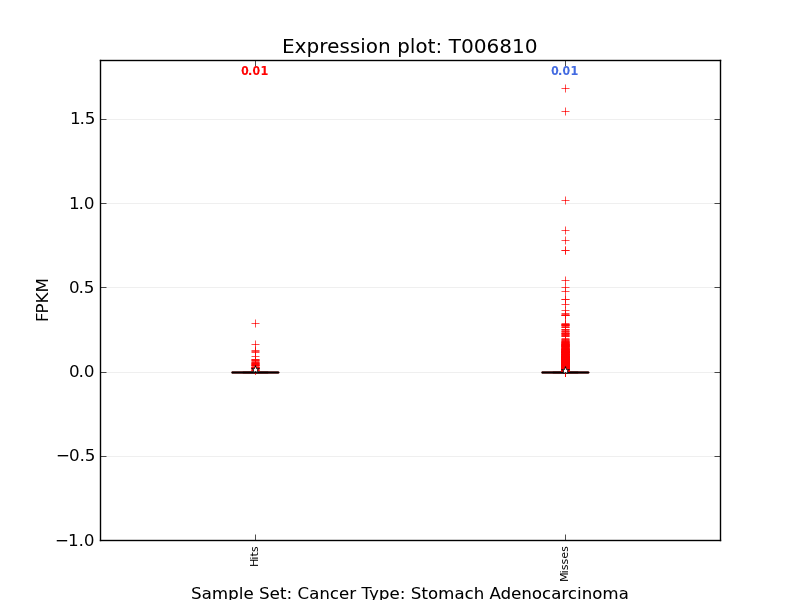 Expression plot: T006810
0.01
0.01
1.5
1.0
0.5
0.0
−0.5
−1.0
FPKM
Hits
Misses
Sample Set: Cancer Type: Stomach Adenocarcinoma